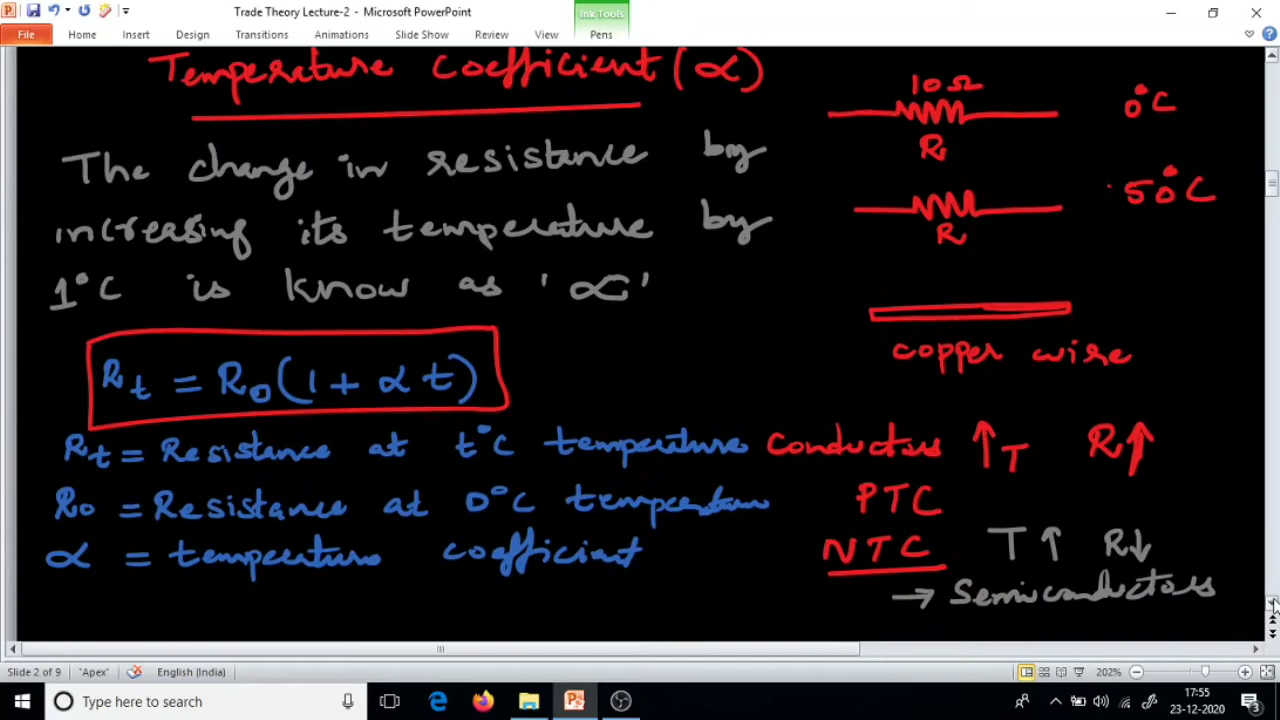 Trade Theory Lecture-2 - Microsoft PowerPoint
Ink Tools
File Home Insert Design Transitions Animations Slide Show Review View Pens
Temperature coefficient (α)
The change in resistance by
increasing its temperature by
1°C is know as 'α'
Rt = R0(1 + αt)
Rt = Resistance at t°C temperature
R0 = Resistance at 0°C temperature
α = temperature coefficient
10Ω
R
0°C
R
50°C
copper wire
Conductors ↑T R↑
PTC
NTC T↑ R↓
→ Semiconductors
Slide 2 of 9 "Apex" English (India) 202%
Type here to search
17:55
23-12-2020
3